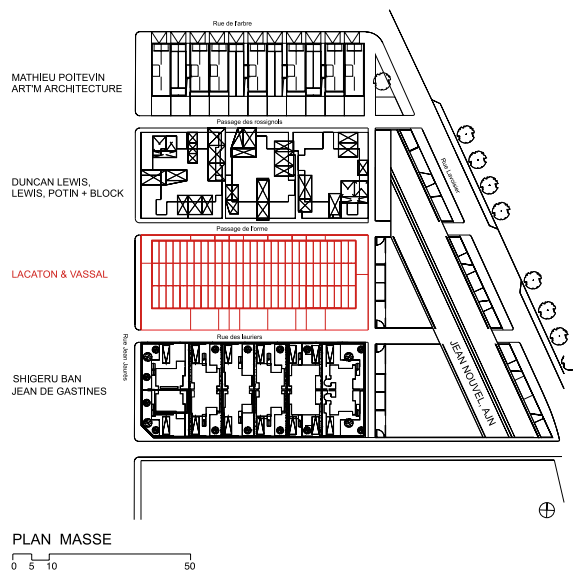 Rue de l'arbre
MATHIEU POITEVIN
ART'M ARCHITECTURE
Passage des rossignols
DUNCAN LEWIS,
LEWIS, POTIN + BLOCK
Rue Lavoisier
Passage de l'orme
LACATON & VASSAL
Rue des lauriers
Rue Jean Jaurès
JEAN NOUVEL, AJN
SHIGERU BAN
JEAN DE GASTINES
PLAN MASSE
0 5 10 50